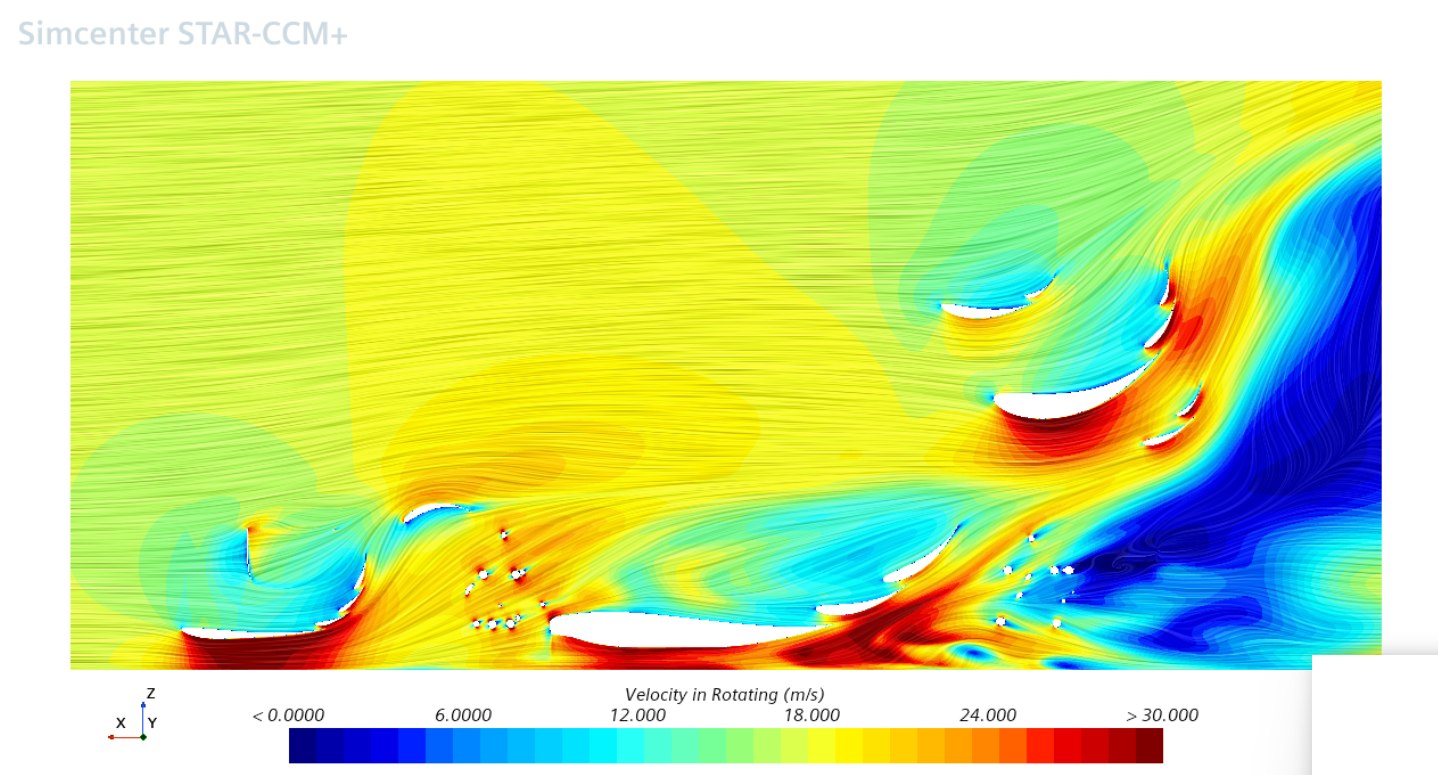 Simcenter STAR-CCM+
Z
X Y
Velocity in Rotating (m/s)
< 0.0000 6.0000 12.000 18.000 24.000 > 30.000